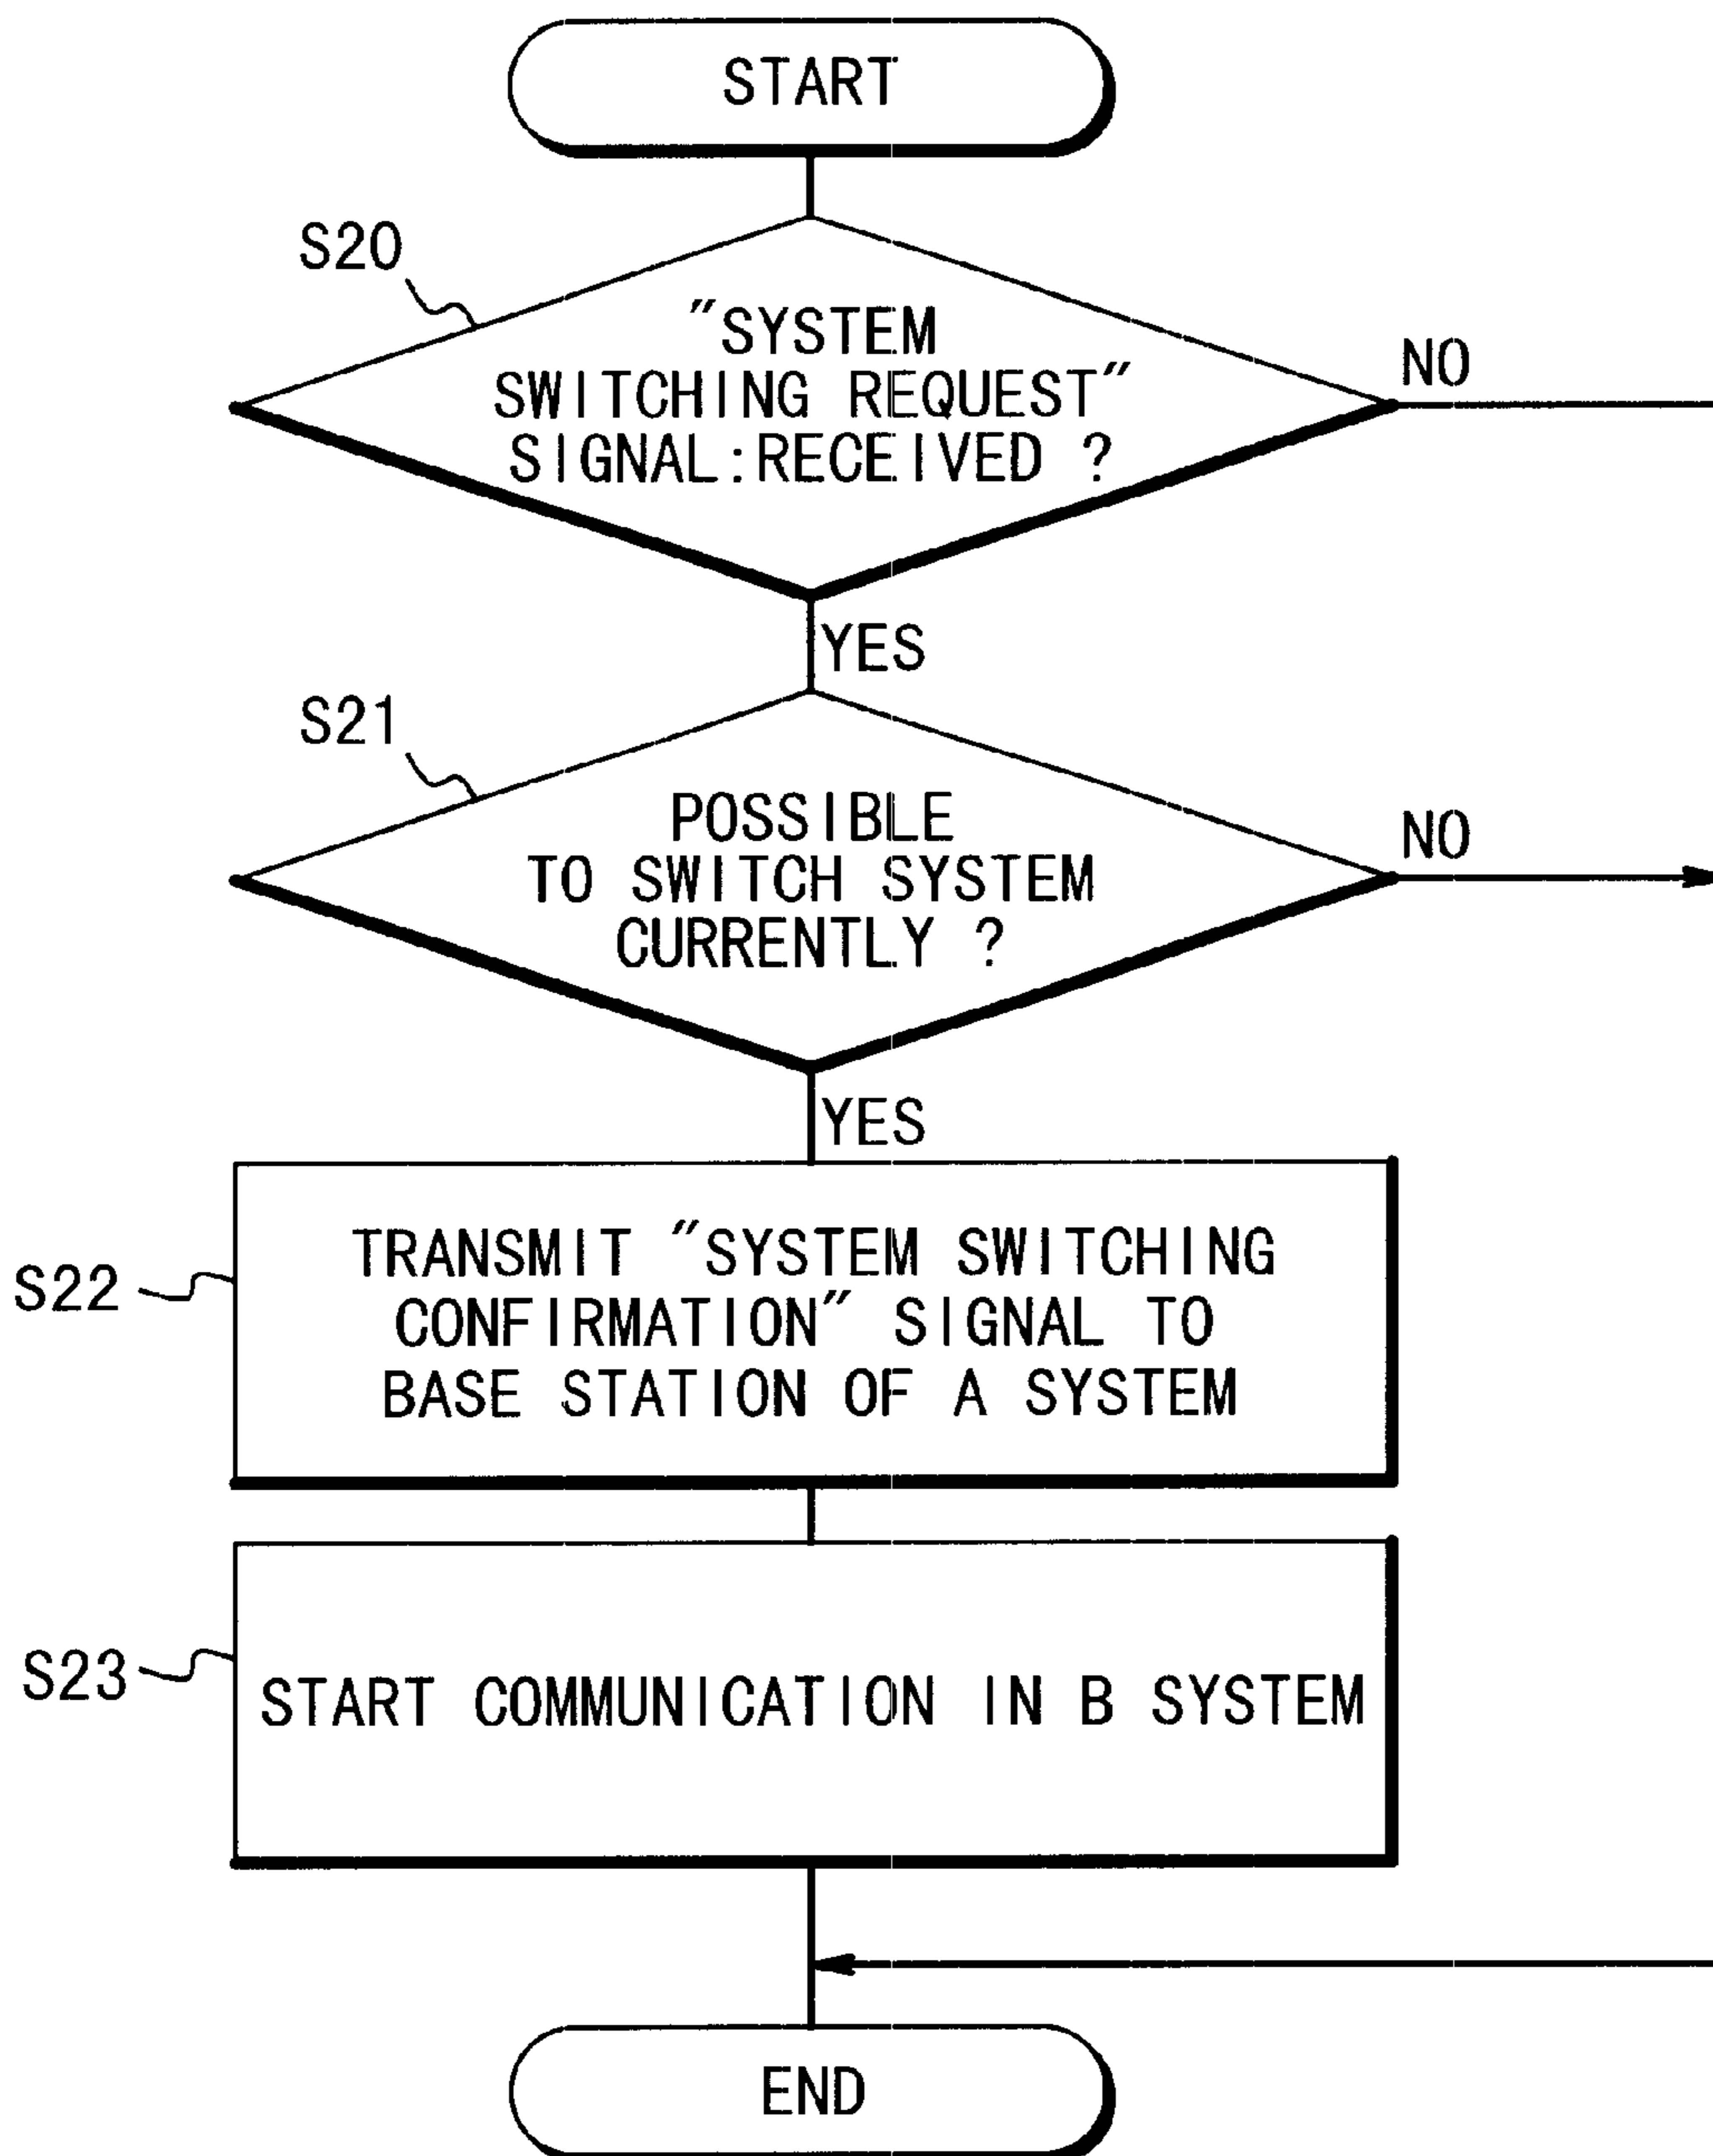 START
S20
"SYSTEM
SWITCHING REQUEST"
SIGNAL:RECEIVED ?
NO
YES
S21
POSSIBLE
TO SWITCH SYSTEM
CURRENTLY ?
NO
YES
S22
TRANSMIT "SYSTEM SWITCHING
CONFIRMATION" SIGNAL TO
BASE STATION OF A SYSTEM
S23
START COMMUNICATION IN B SYSTEM
END